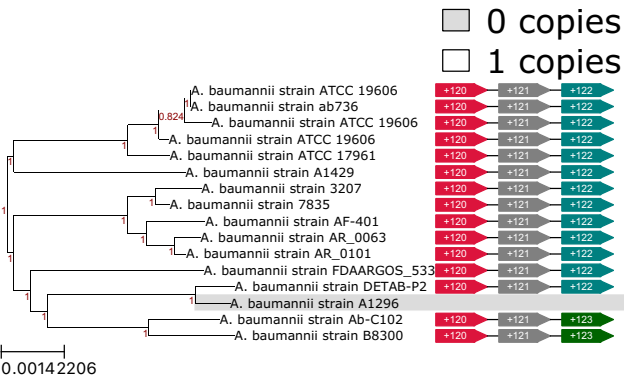 0 copies
1 copies
A. baumannii strain ATCC 19606 +120 +121 +122
1 A. baumannii strain ab736 +120 +121 +122
0.824 A. baumannii strain ATCC 19606 +120 +121 +122
1 A. baumannii strain ATCC 19606 +120 +121 +122
1 A. baumannii strain ATCC 17961 +120 +121 +122
1 A. baumannii strain A1429 +120 +121 +122
A. baumannii strain 3207 +120 +121 +122
1 1 A. baumannii strain 7835 +120 +121 +122
1 A. baumannii strain AF-401 +120 +121 +122
1 A. baumannii strain AR_0063 +120 +121 +122
1 1 A. baumannii strain AR_0101 +120 +121 +122
A. baumannii strain FDAARGOS_533 +120 +121 +122
1 A. baumannii strain DETAB-P2 +120 +121 +122
1 A. baumannii strain A1296
1 A. baumannii strain Ab-C102 +120 +121 +123
1 A. baumannii strain B8300 +120 +121 +123
0.00142206